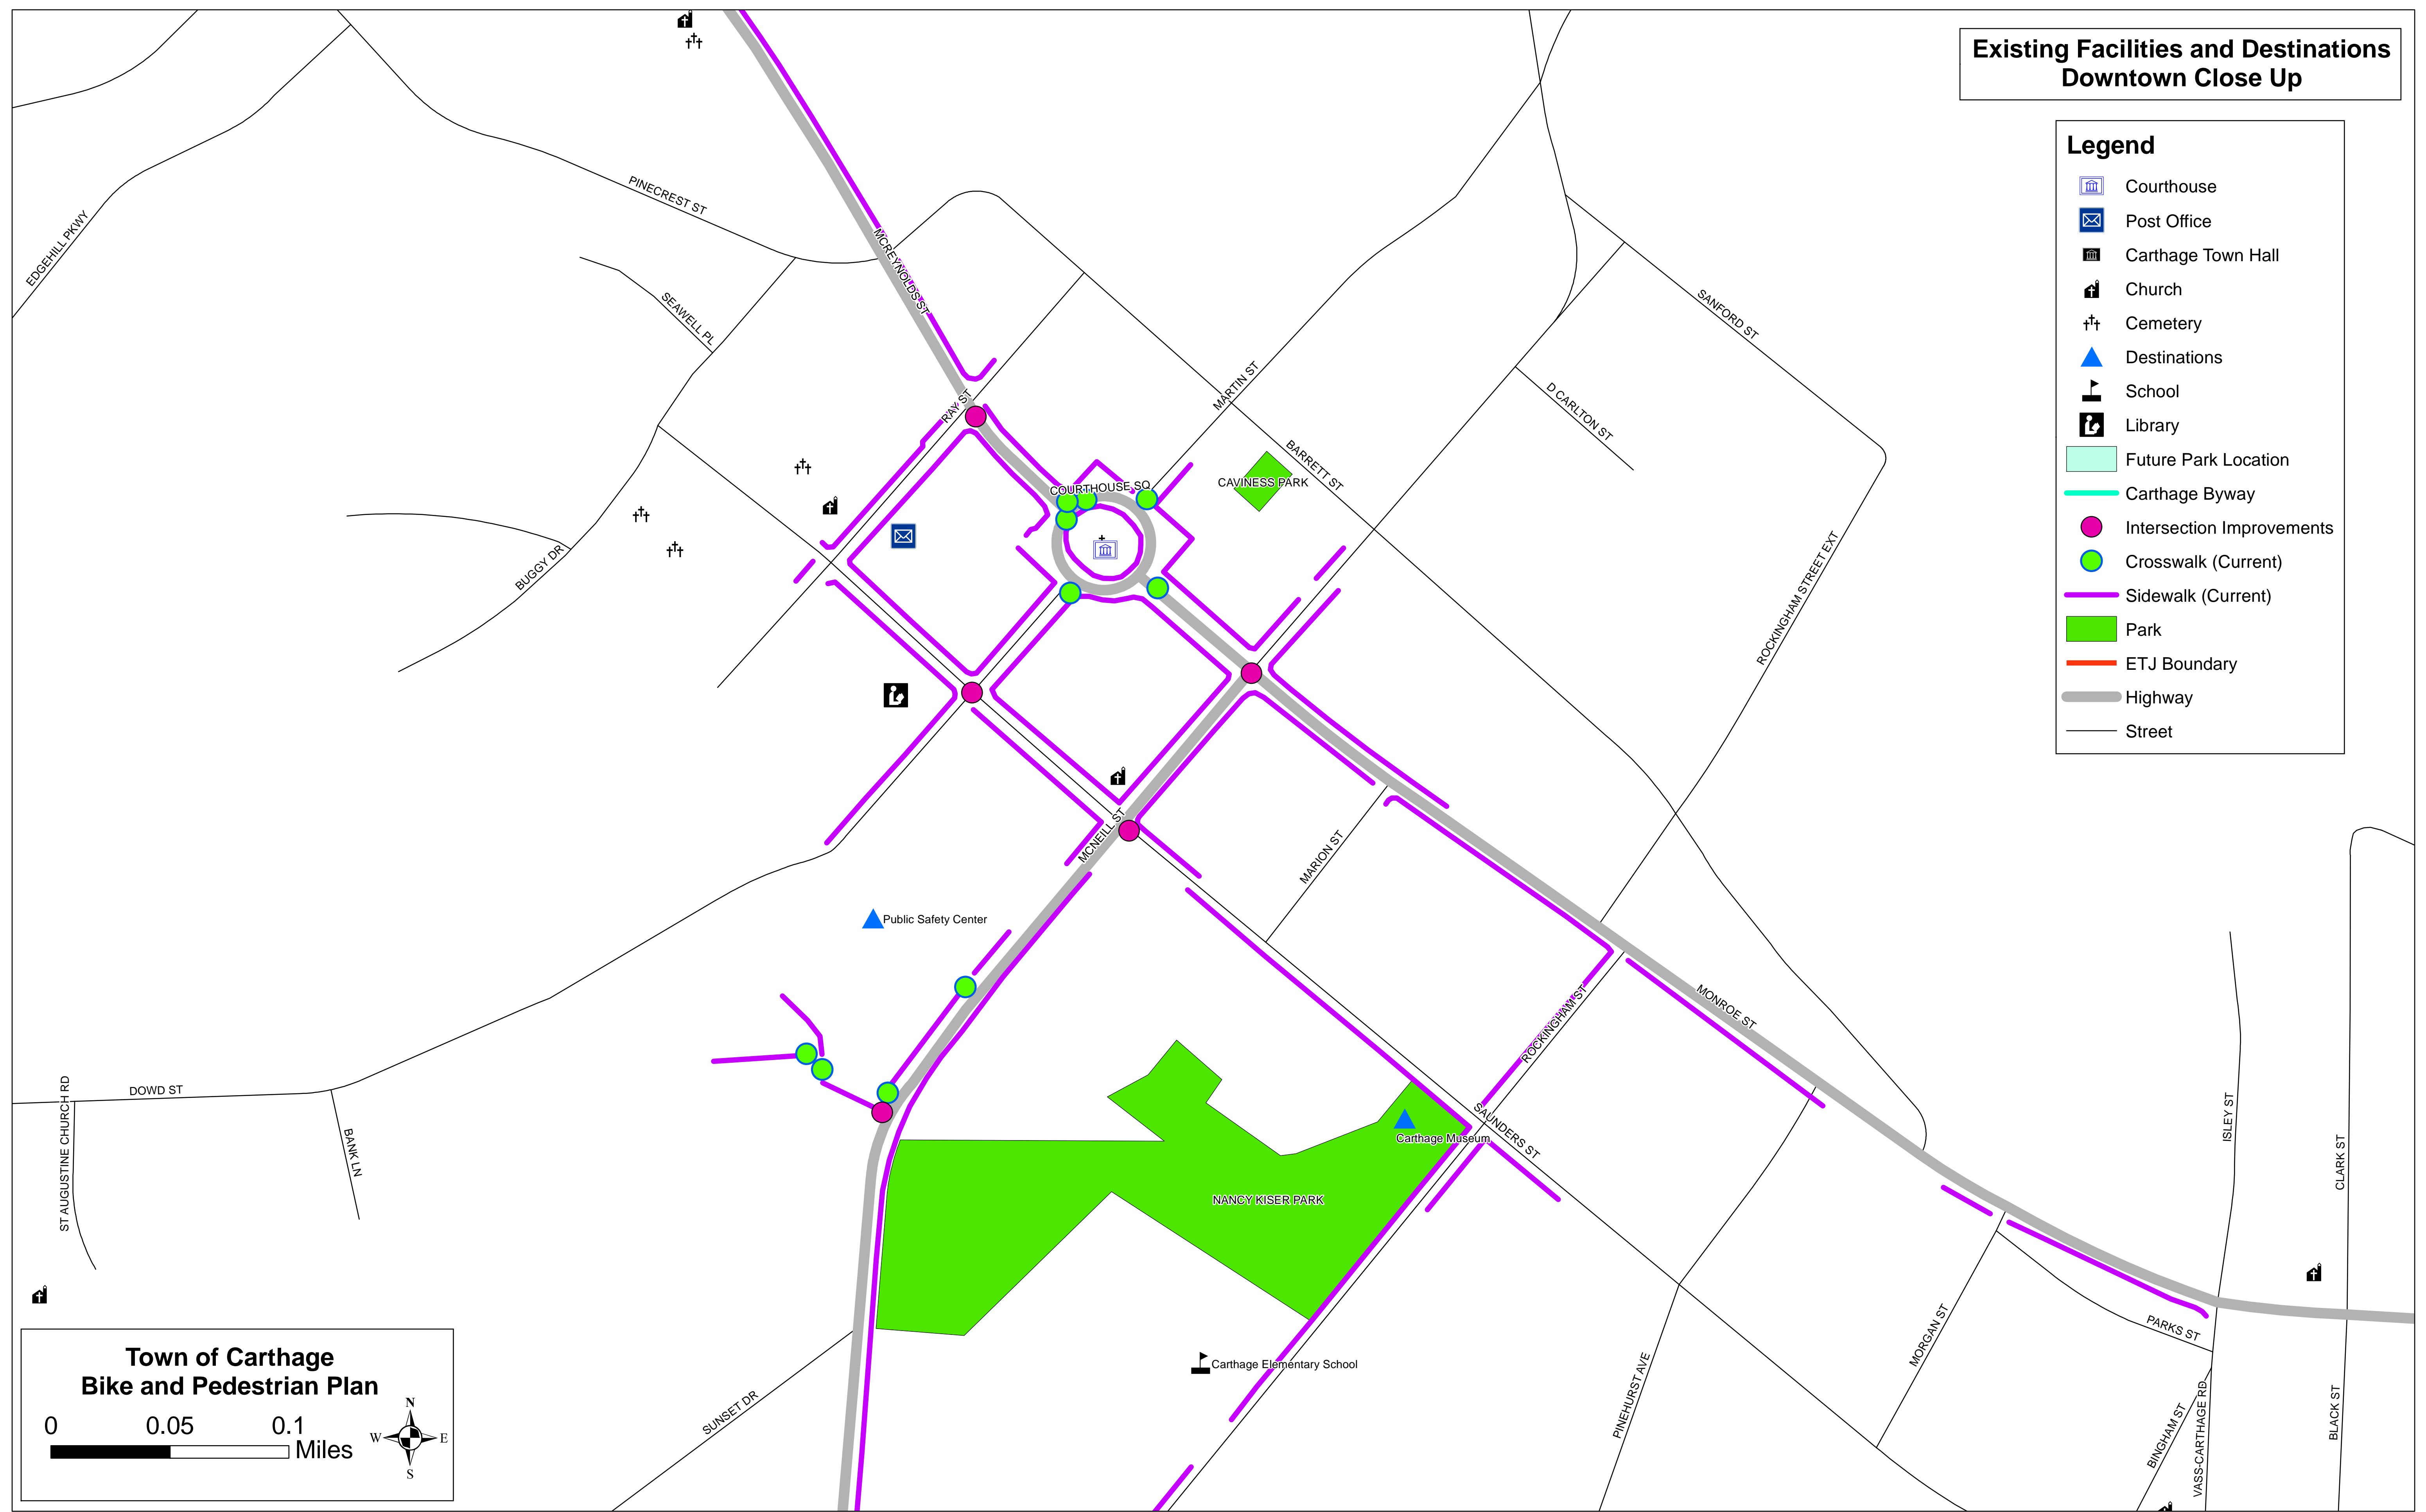 Existing Facilities and Destinations
Downtown Close Up
Legend
Courthouse
Post Office
Carthage Town Hall
Church
Cemetery
Destinations
School
Library
Future Park Location
Carthage Byway
Intersection Improvements
Crosswalk (Current)
Sidewalk (Current)
Park
ETJ Boundary
Highway
Street
PINECREST ST
EDGEHILL PKWY
MCREYNOLDS ST
SEAWELL PL
SANFORD ST
MARTIN ST
D CARLTON ST
RAY ST
BARRETT ST
CAVINESS PARK
COURTHOUSE SQ
BUGGY DR
ROCKINGHAM STREET EXT
MCNEILL ST
MARION ST
Public Safety Center
MONROE ST
ROCKINGHAM ST
DOWD ST
ST AUGUSTINE CHURCH RD
BANK LN
SAUNDERS ST
Carthage Museum
ISLEY ST
CLARK ST
NANCY KISER PARK
MORGAN ST
PARKS ST
Carthage Elementary School
SUNSET DR
PINEHURST AVE
BINGHAM ST
VASS-CARTHAGE RD
BLACK ST
Town of Carthage
Bike and Pedestrian Plan
0 0.05 0.1
Miles
N
W E
S